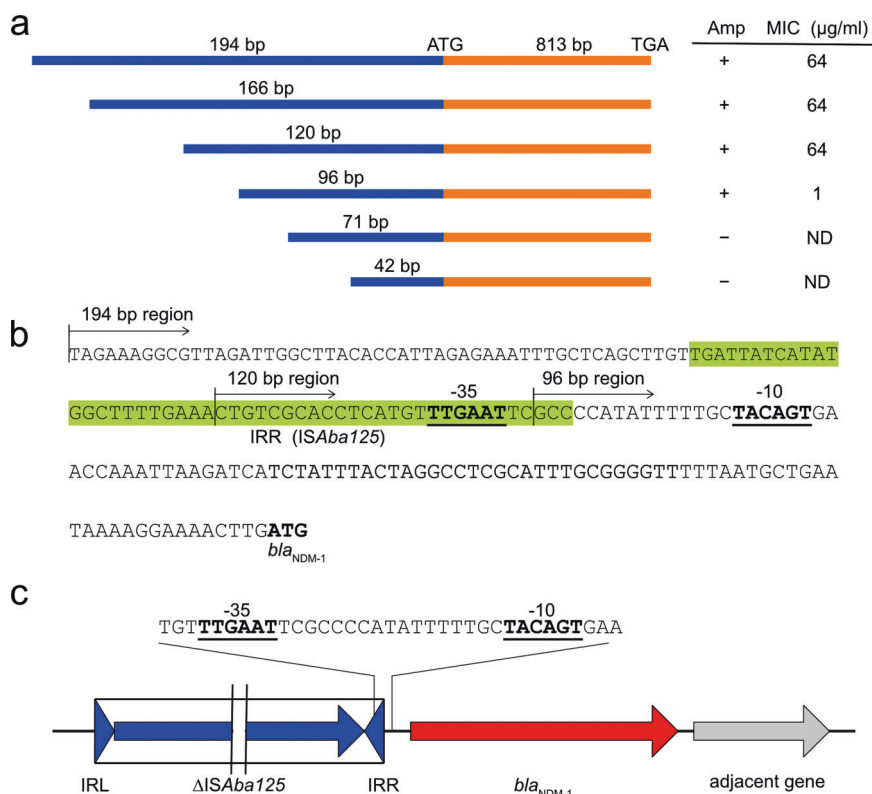 a
Amp MIC (µg/ml)
194 bp ATG 813 bp TGA
+ 64
166 bp
+ 64
120 bp
+ 64
96 bp
+ 1
71 bp
− ND
42 bp
− ND
b
194 bp region
TAGAAAGGCGTTAGATTGGCTTACACCATTAGAGAAATTTGCTCAGCTTGTTGATTATCATAT
120 bp region -35 96 bp region -10
GGCTTTTGAAACTGTCGCACCTCATGTTTGAATTCGCCCCATATTTTTGCTACAGTGA
IRR (ISAba125)
ACCAAATTAAGATCATCTATTTACTAGGCCTCGCATTTGCGGGGTTTTTAATGCTGAA
TAAAAGGAAAACTTGATG
blaNDM-1
c
-35 -10
TGTTTGAATTCGCCCCATATTTTTGCTACAGTGAA
IRL ΔISAba125 IRR blaNDM-1 adjacent gene